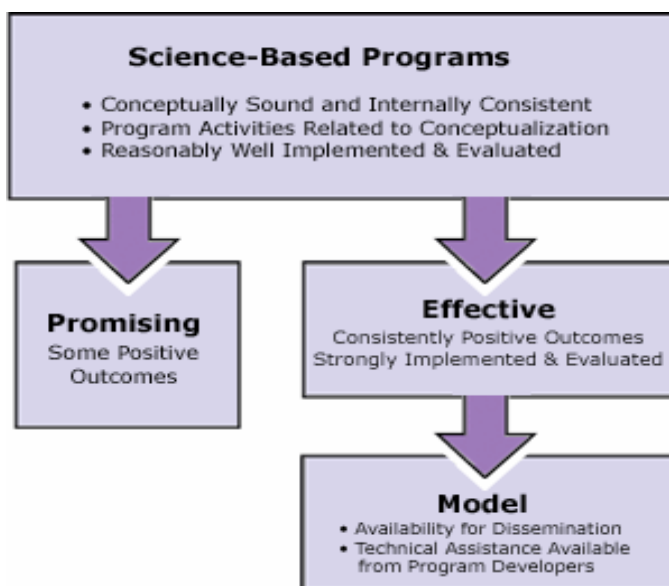 Science-Based Programs
• Conceptually Sound and Internally Consistent
• Program Activities Related to Conceptualization
• Reasonably Well Implemented & Evaluated
Promising
Some Positive
Outcomes
Effective
Consistently Positive Outcomes
Strongly Implemented & Evaluated
Model
• Availability for Dissemination
• Technical Assistance Available
from Program Developers